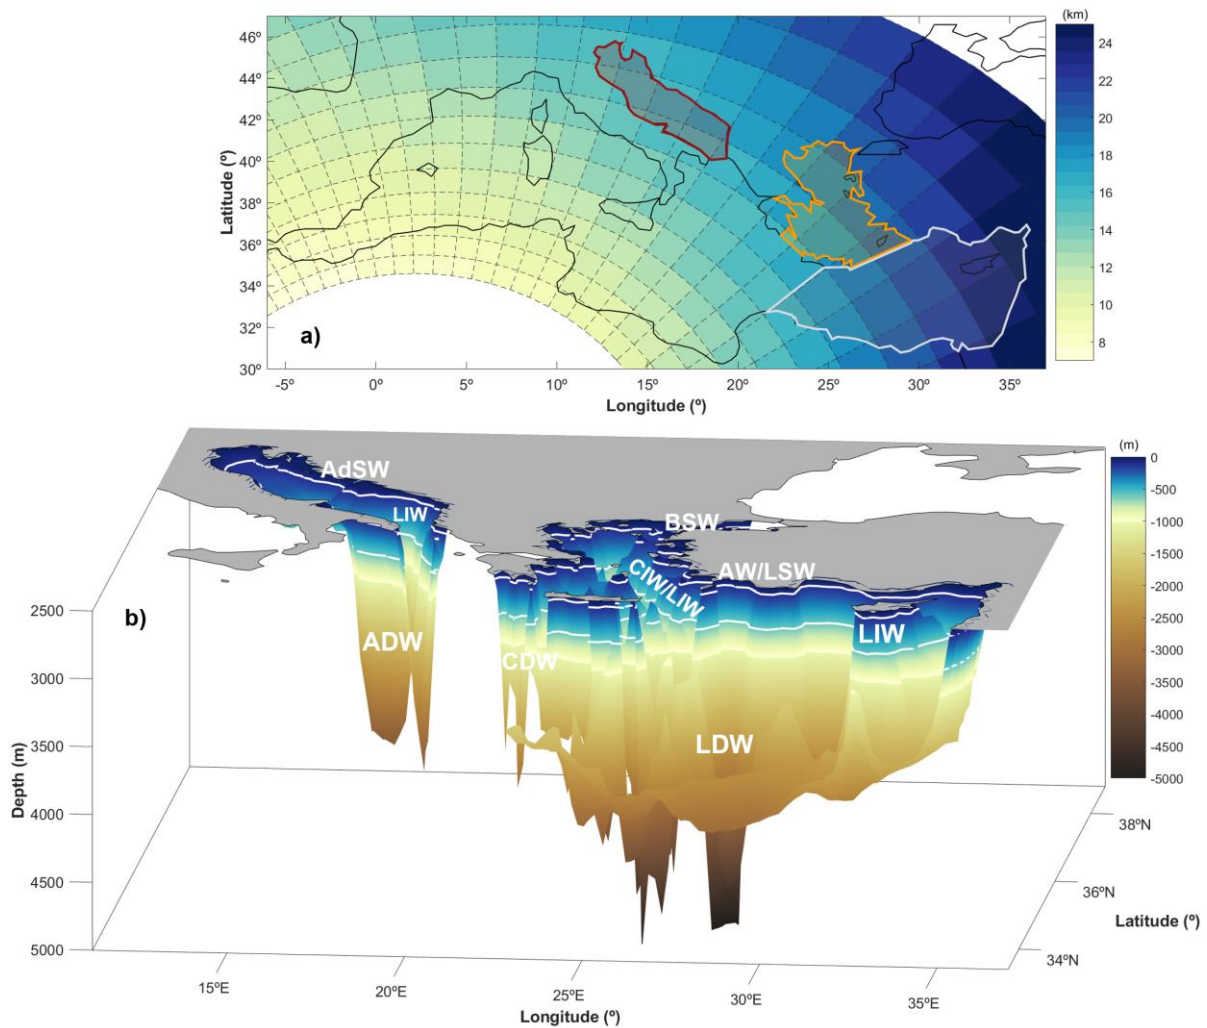 (km)
46º
44º
42º
40º
38º
36º
34º
32º
30º
Latitude (º)
a)
24
22
20
18
16
14
12
10
8
-5º
0º
5º
10º
15º
20º
25º
30º
35º
Longitude (º)
(m)
0
-500
-1000
-1500
-2000
-2500
-3000
-3500
-4000
-4500
-5000
AdSW
LIW
BSW
CIW/LIW
AW/LSW
LIW
ADW
CDW
LDW
b)
2500
3000
3500
4000
4500
5000
Depth (m)
38ºN
36ºN
34ºN
Latitude (º)
15ºE
20ºE
25ºE
30ºE
35ºE
Longitude (º)